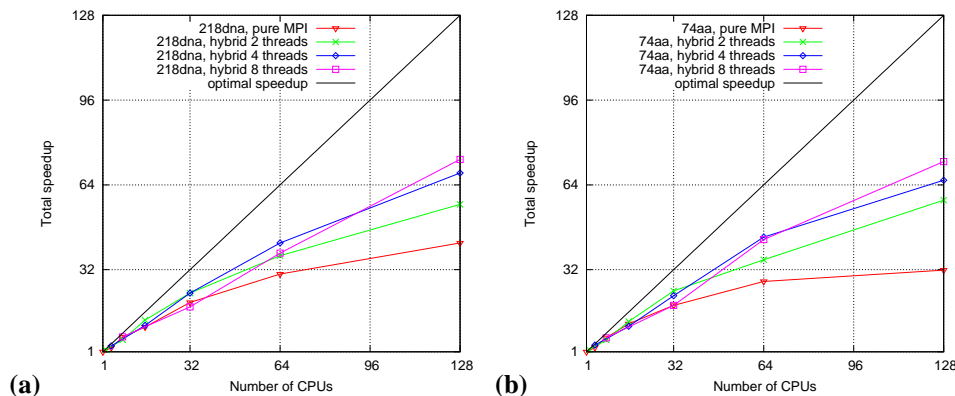 218dna, pure MPI
218dna, hybrid 2 threads
218dna, hybrid 4 threads
218dna, hybrid 8 threads
optimal speedup
128
96
64
32
1
Total speedup
1 32 64 96 128
Number of CPUs
(a)
74aa, pure MPI
74aa, hybrid 2 threads
74aa, hybrid 4 threads
74aa, hybrid 8 threads
optimal speedup
128
96
64
32
1
Total speedup
1 32 64 96 128
Number of CPUs
(b)